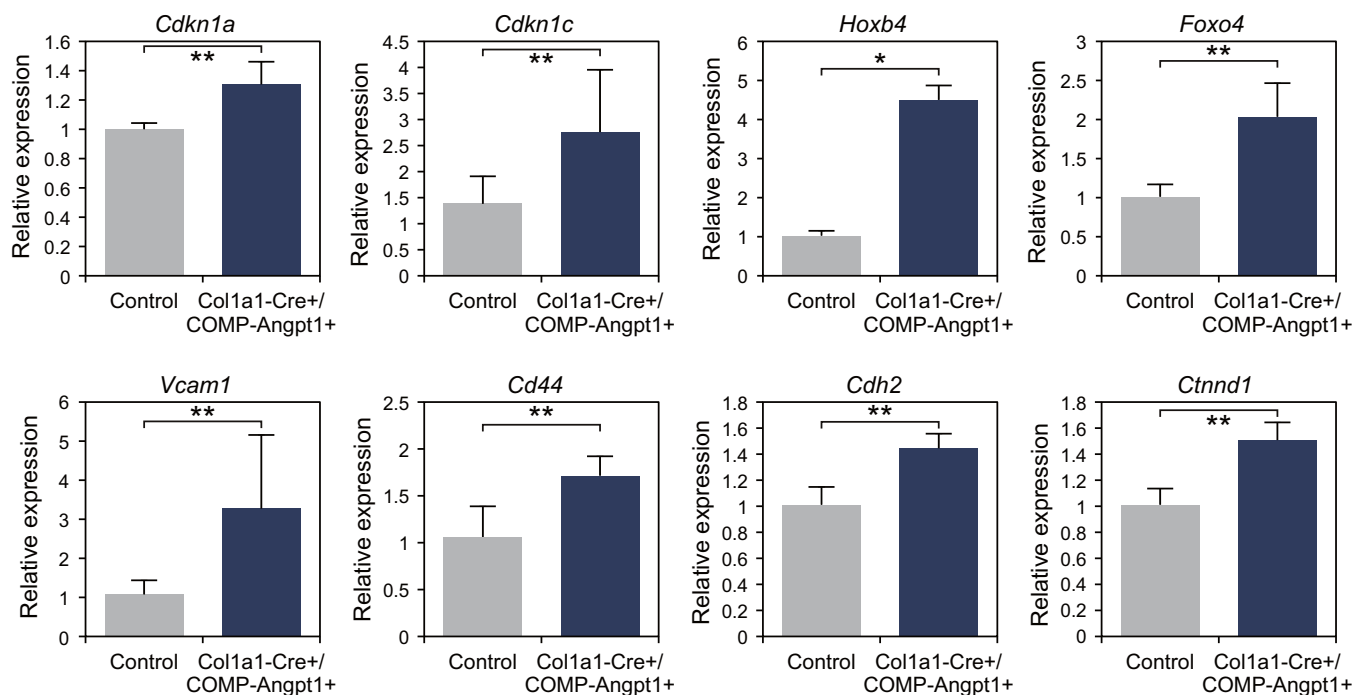 Cdkn1a
Relative expression
1.6
1.4
1.2
1
0.8
0.6
0.4
0.2
0
**
Control
Col1a1-Cre+/
COMP-Angpt1+
Cdkn1c
Relative expression
4.5
4
3.5
3
2.5
2
1.5
1
0.5
0
**
Control
Col1a1-Cre+/
COMP-Angpt1+
Hoxb4
Relative expression
6
5
4
3
2
1
0
*
Control
Col1a1-Cre+/
COMP-Angpt1+
Foxo4
Relative expression
3
2.5
2
1.5
1
0.5
0
**
Control
Col1a1-Cre+/
COMP-Angpt1+
Vcam1
Relative expression
6
5
4
3
2
1
0
**
Control
Col1a1-Cre+/
COMP-Angpt1+
Cd44
Relative expression
2.5
2
1.5
1
0.5
0
**
Control
Col1a1-Cre+/
COMP-Angpt1+
Cdh2
Relative expression
1.8
1.6
1.4
1.2
1
0.8
0.6
0.4
0.2
0
**
Control
Col1a1-Cre+/
COMP-Angpt1+
Ctnnd1
Relative expression
1.8
1.6
1.4
1.2
1
0.8
0.6
0.4
0.2
0
**
Control
Col1a1-Cre+/
COMP-Angpt1+